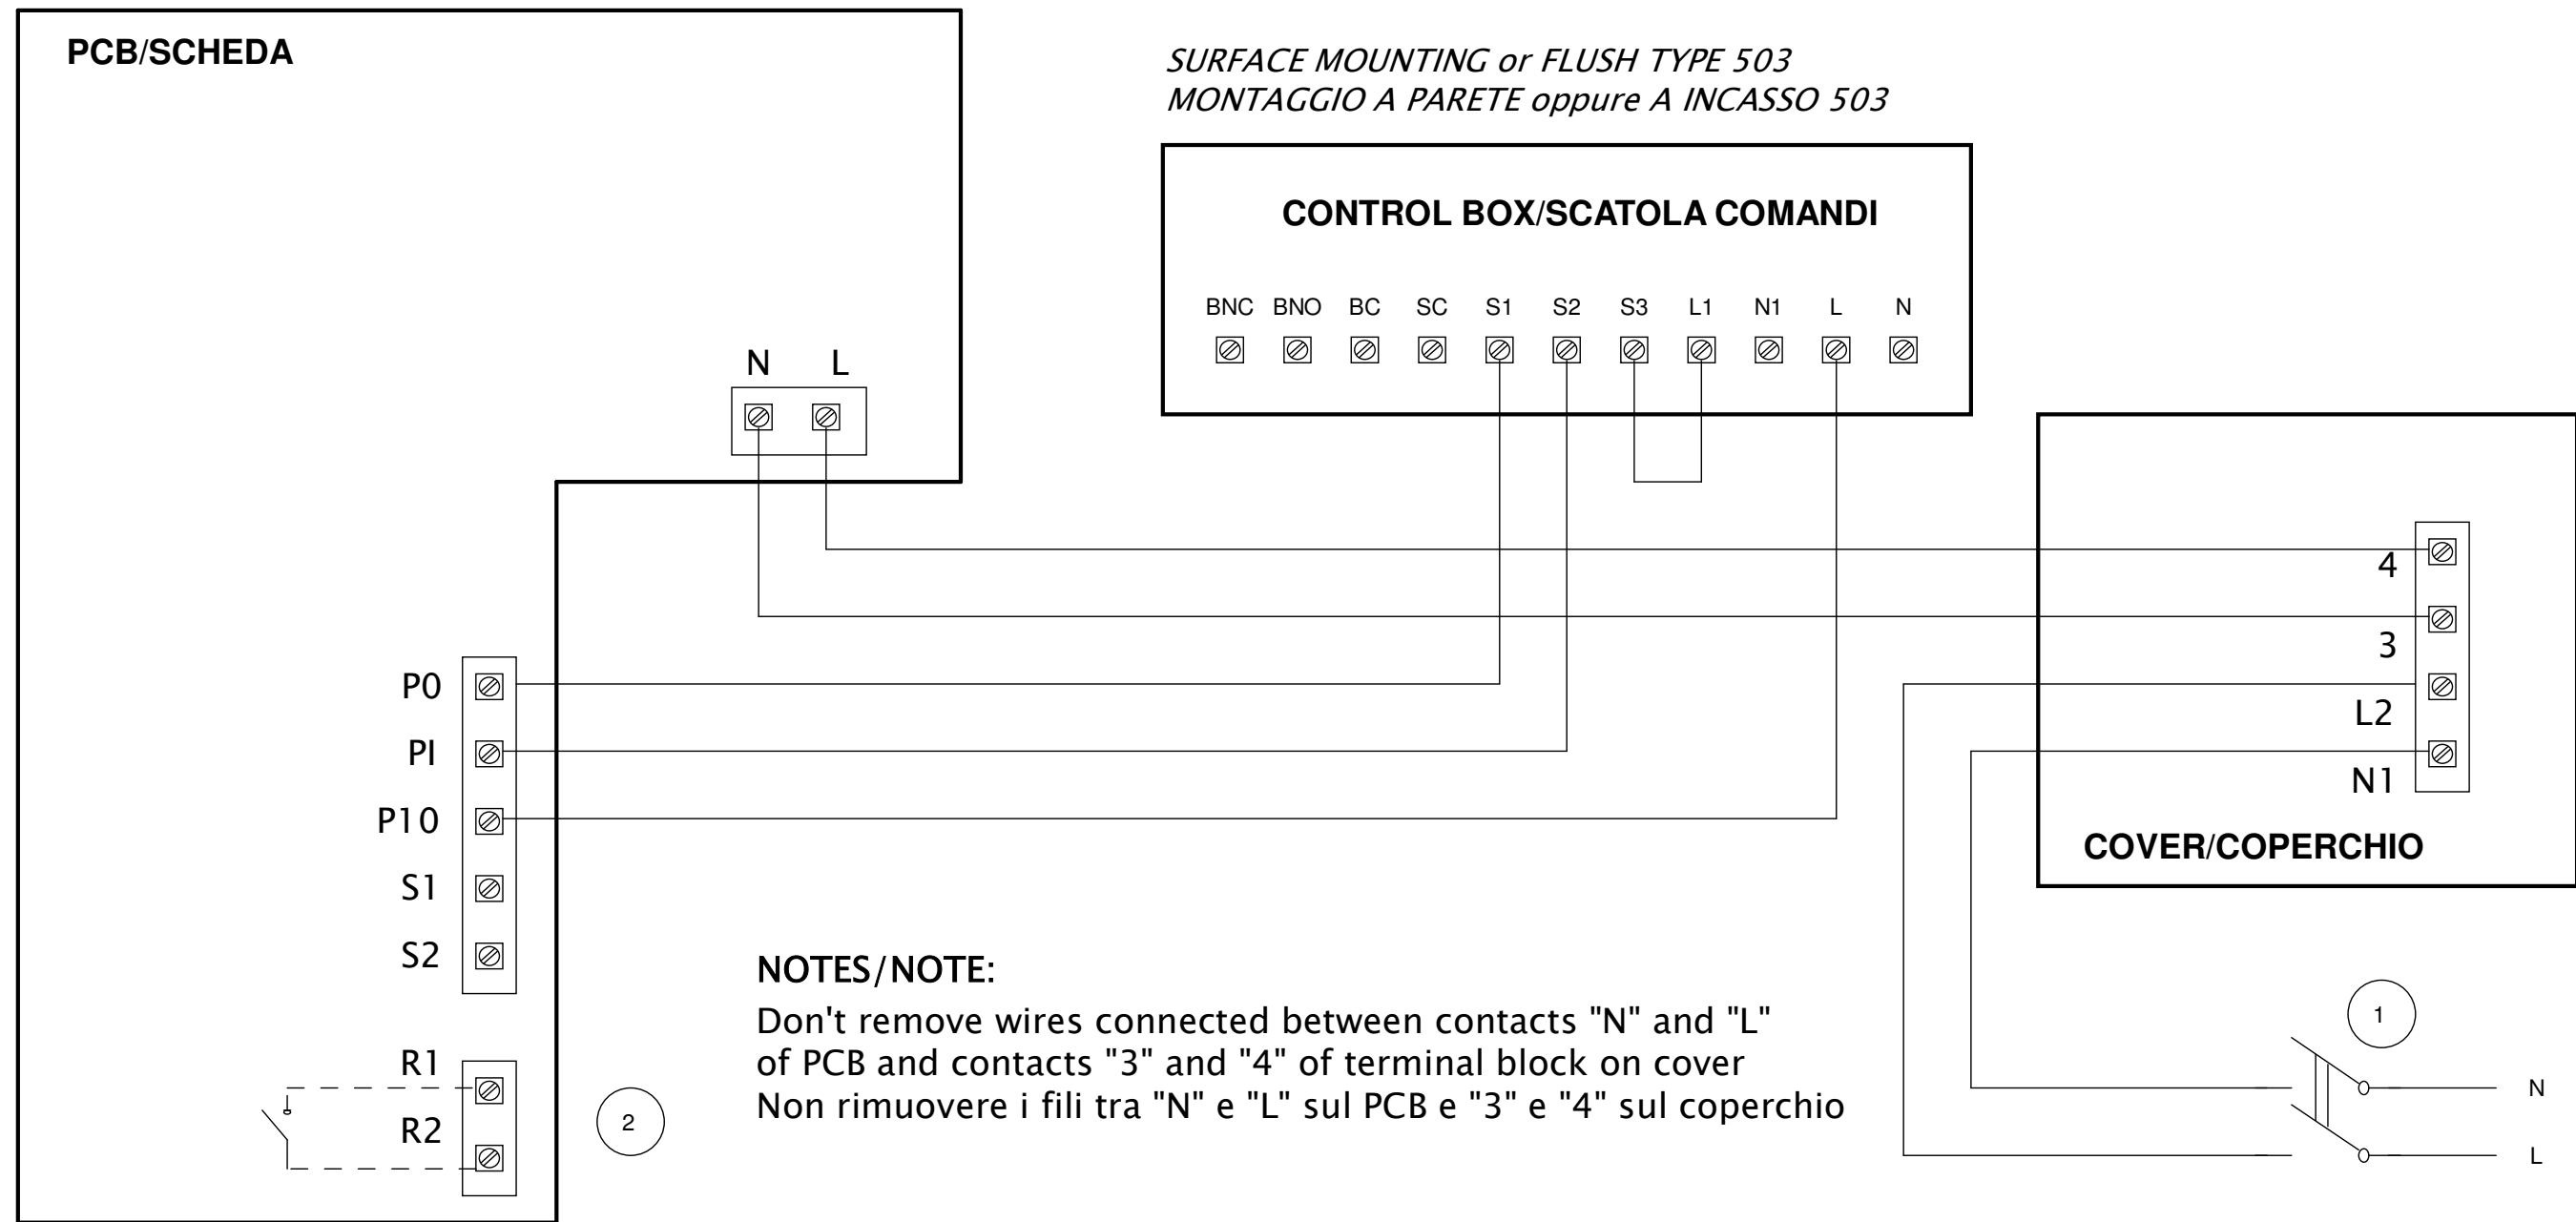 PCB/SCHEDA
SURFACE MOUNTING or FLUSH TYPE 503
MONTAGGIO A PARETE oppure A INCASSO 503
CONTROL BOX/SCATOLA COMANDI
BNC BNO BC SC S1 S2 S3 L1 N1 L N
N L
4
3
L2
N1
COVER/COPERCHIO
P0
PI
P10
S1
S2
R1
R2
2
NOTES/NOTE:
Don't remove wires connected between contacts "N" and "L"
of PCB and contacts "3" and "4" of terminal block on cover
Non rimuovere i fili tra "N" e "L" sul PCB e "3" e "4" sul coperchio
1
N
L